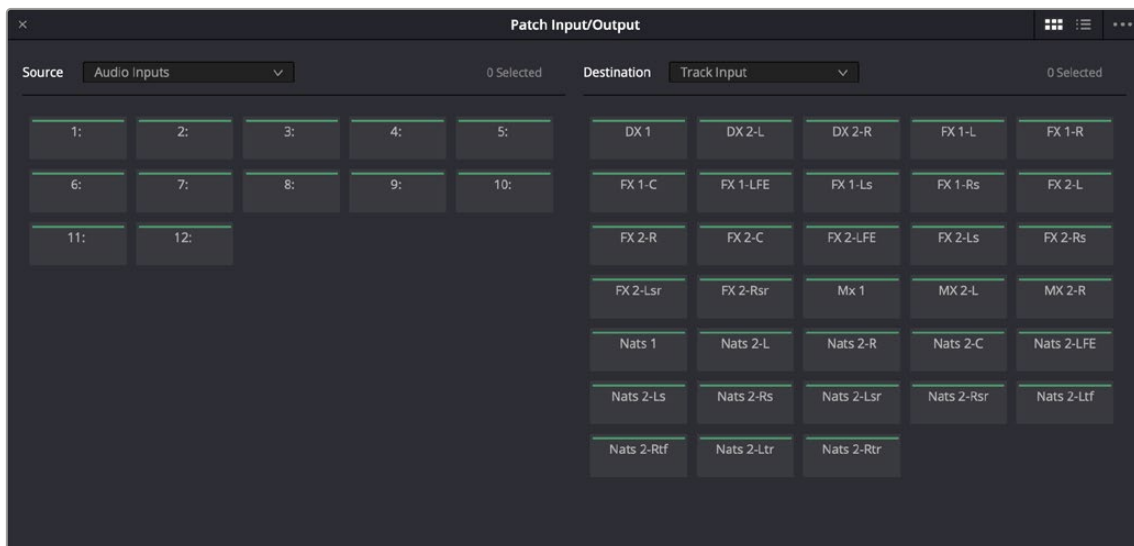 Patch Input/Output
Source Audio Inputs 0 Selected
Destination Track Input 0 Selected
1: 2: 3: 4: 5:
6: 7: 8: 9: 10:
11: 12:
DX 1 DX 2-L DX 2-R FX 1-L FX 1-R
FX 1-C FX 1-LFE FX 1-Ls FX 1-Rs FX 2-L
FX 2-R FX 2-C FX 2-LFE FX 2-Ls FX 2-Rs
FX 2-Lsr FX 2-Rsr Mx 1 MX 2-L MX 2-R
Nats 1 Nats 2-L Nats 2-R Nats 2-C Nats 2-LFE
Nats 2-Ls Nats 2-Rs Nats 2-Lsr Nats 2-Rsr Nats 2-Ltf
Nats 2-Rtf Nats 2-Ltr Nats 2-Rtr